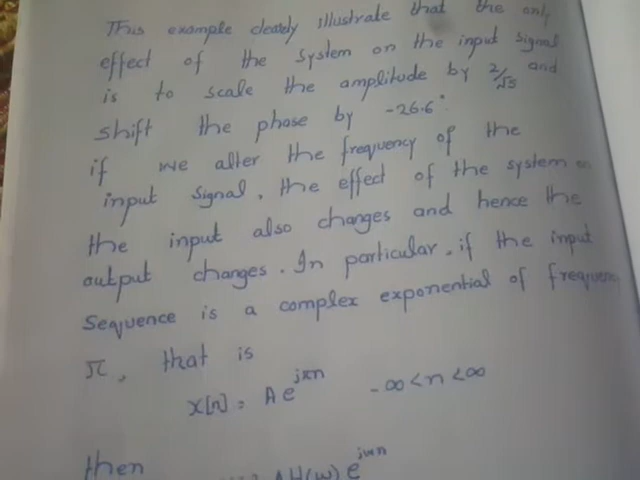 This example clearly illustrate that the only
effect of the system on the input signal
is to scale the amplitude by 2/√5 and
shift the phase by -26.6°.
if we alter the frequency of the
input signal, the effect of the system on
the input also changes and hence the
output changes. In particular, if the input
Sequence is a complex exponential of frequency
π, that is
x[n] = A e^jπn -∞<n<∞
then
AH(w) e^jwn